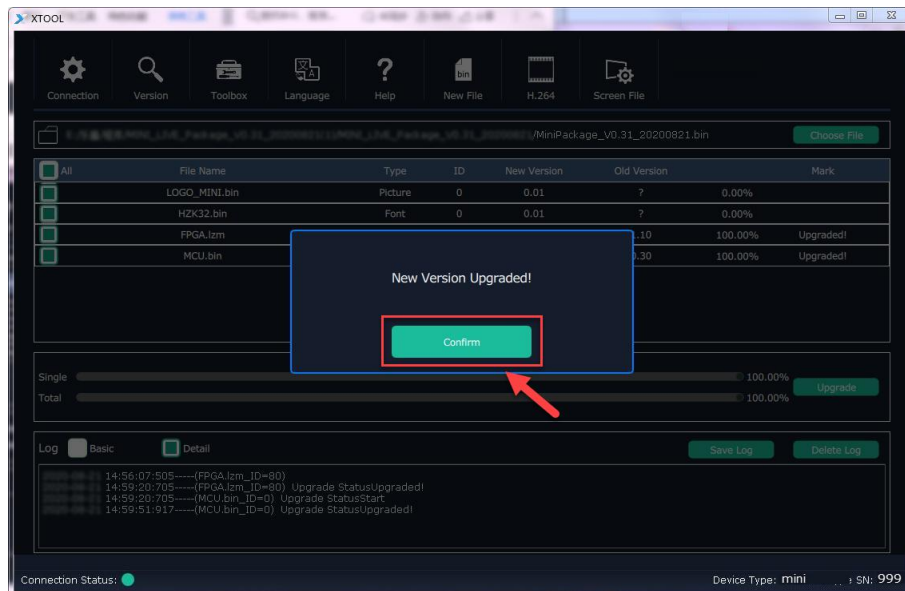 XTOOL
Connection Version Toolbox Language Help New File H.264 Screen File
bin
/MiniPackage_V0.31_20200821.bin Choose File
All File Name Type ID New Version Old Version Mark
LOGO_MINI.bin Picture 0 0.01 ? 0.00%
HZK32.bin Font 0 0.01 ? 0.00%
FPGA.lzm .10 100.00% Upgraded!
MCU.bin .30 100.00% Upgraded!
New Version Upgraded!
Confirm
Single 100.00%
Total 100.00%
Upgrade
Log Basic Detail Save Log Delete Log
14:56:07:505-----(FPGA.lzm_ID=80)
14:59:20:705-----(FPGA.lzm_ID=80) Upgrade StatusUpgraded!
14:59:20:705-----(MCU.bin_ID=0) Upgrade StatusStart
14:59:51:917-----(MCU.bin_ID=0) Upgrade StatusUpgraded!
Connection Status: Device Type: mini SN: 999